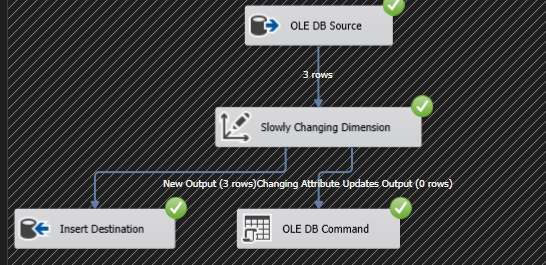 OLE DB Source
3 rows
Slowly Changing Dimension
New Output (3 rows)Changing Attribute Updates Output (0 rows)
Insert Destination
OLE DB Command